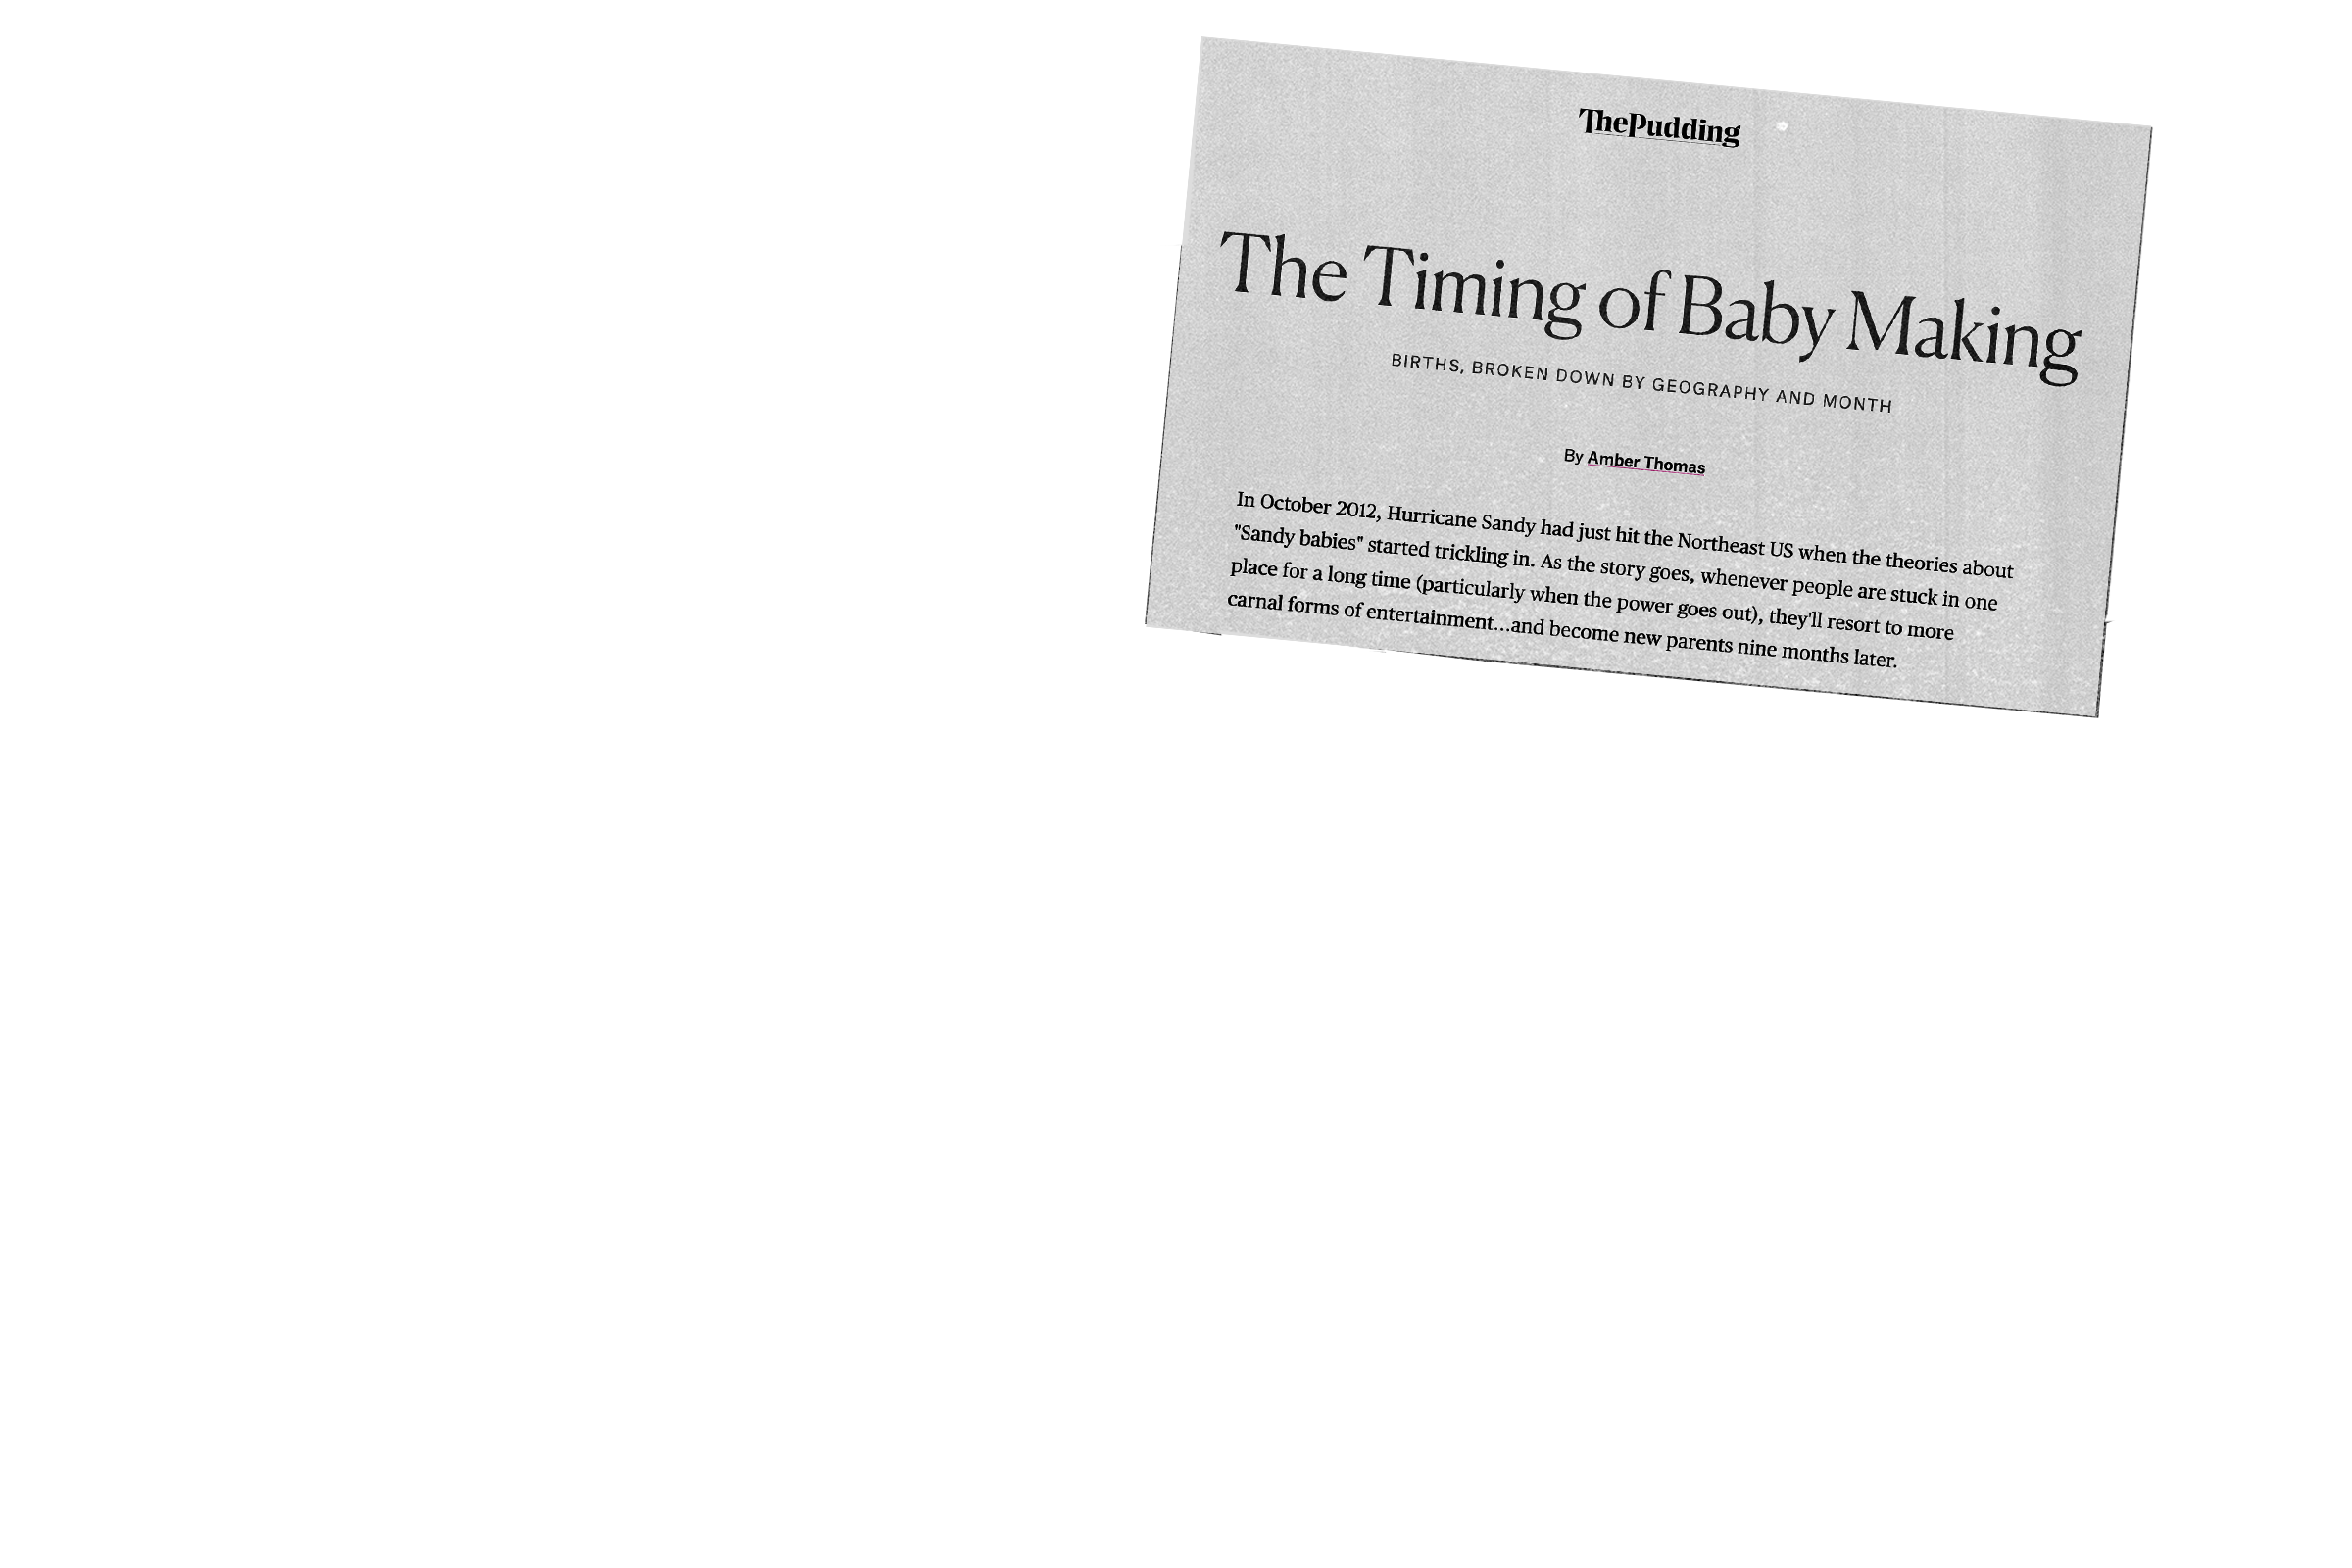 ThePudding
The Timing of Baby Making
BIRTHS, BROKEN DOWN BY GEOGRAPHY AND MONTH
By Amber Thomas
In October 2012, Hurricane Sandy had just hit the Northeast US when the theories about
"Sandy babies" started trickling in. As the story goes, whenever people are stuck in one
place for a long time (particularly when the power goes out), they'll resort to more
carnal forms of entertainment...and become new parents nine months later.